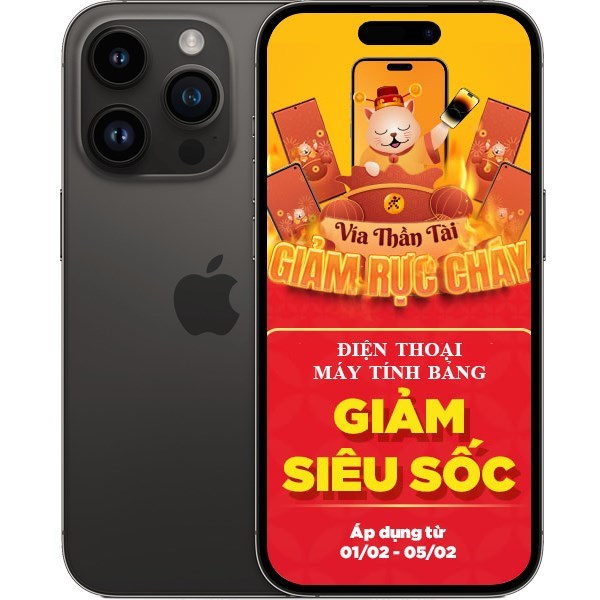 Vía Thần Tài
GIẢM RỰC CHÁY
ĐIỆN THOẠI
MÁY TÍNH BẢNG
GIẢM
SIÊU SỐC
Áp dụng từ
01/02 - 05/02